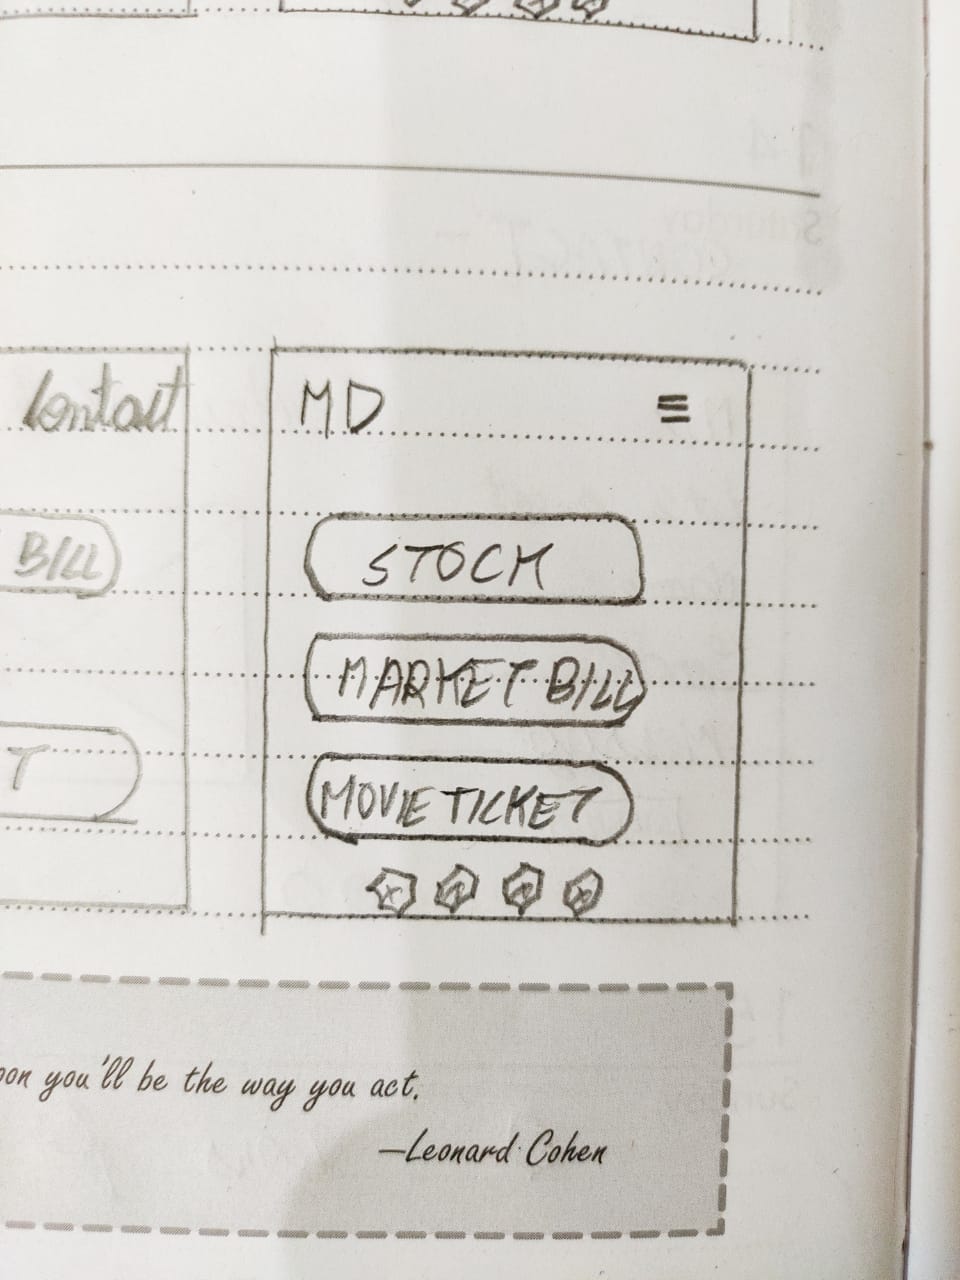 Contact
BILL
T
MD
STOCK
MARKET BILL
MOVIE TICKET
oon you'll be the way you act.
—Leonard Cohen